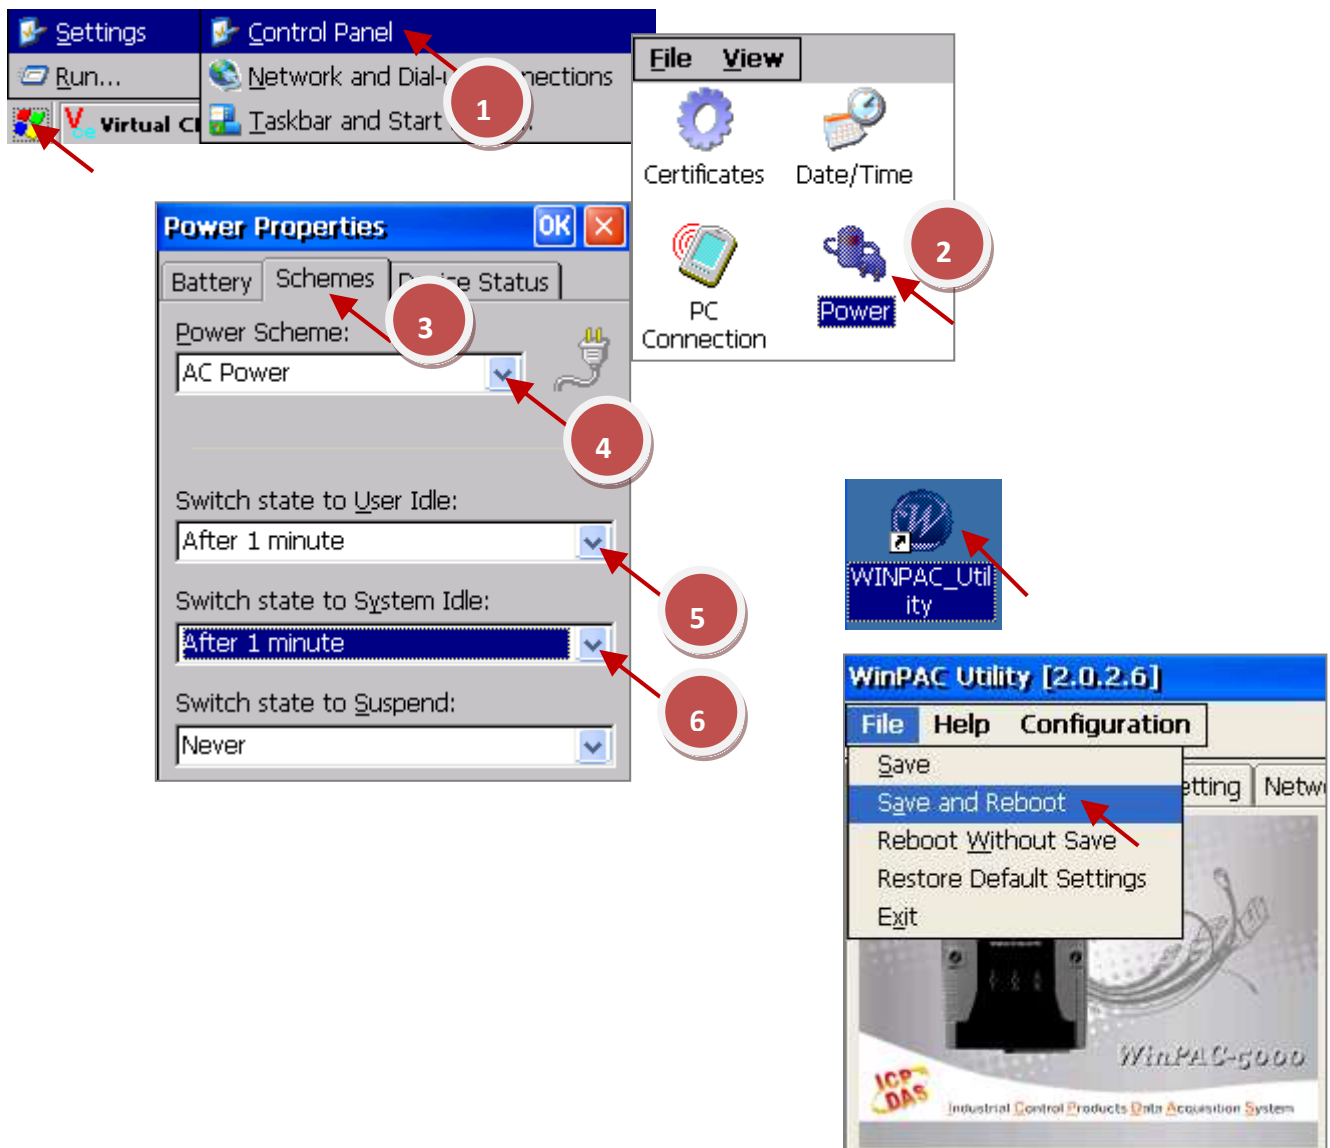 Settings
Control Panel
Run...
Network and Dial-u nections
Virtual C
Taskbar and Start
1
File View
Certificates
Date/Time
PC
Connection
Power
2
Power Properties
OK
Battery
Schemes
Device Status
3
Power Scheme:
AC Power
4
Switch state to User Idle:
After 1 minute
5
Switch state to System Idle:
After 1 minute
6
Switch state to Suspend:
Never
WINPAC_Util
ity
WinPAC Utility [2.0.2.6]
File Help Configuration
Save
Save and Reboot
Reboot Without Save
Restore Default Settings
Exit
etting
Netw
WinPAC-5000
ICP
DAS
Industrial Control Products Data Acquisition System